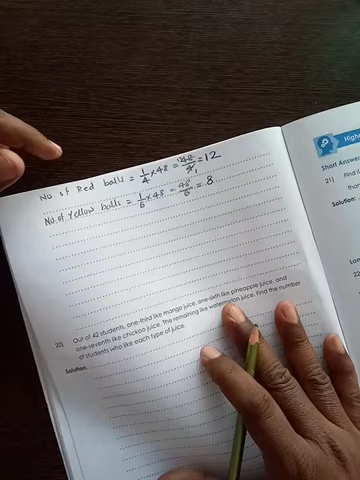 No of Red balls = 1/4 × 48 = 48/4 = 12
No. of Yellow balls = 1/6 × 48 = 48/6 = 8
20) Out of 42 students, one-third like mango juice, one-sixth like pineapple juice, and
one-seventh like chickoo juice. The remaining like watermelon juice. Find the number
of students who like each type of juice.
Solution:
Highe
Short Answe
21) Find
Solution:
22